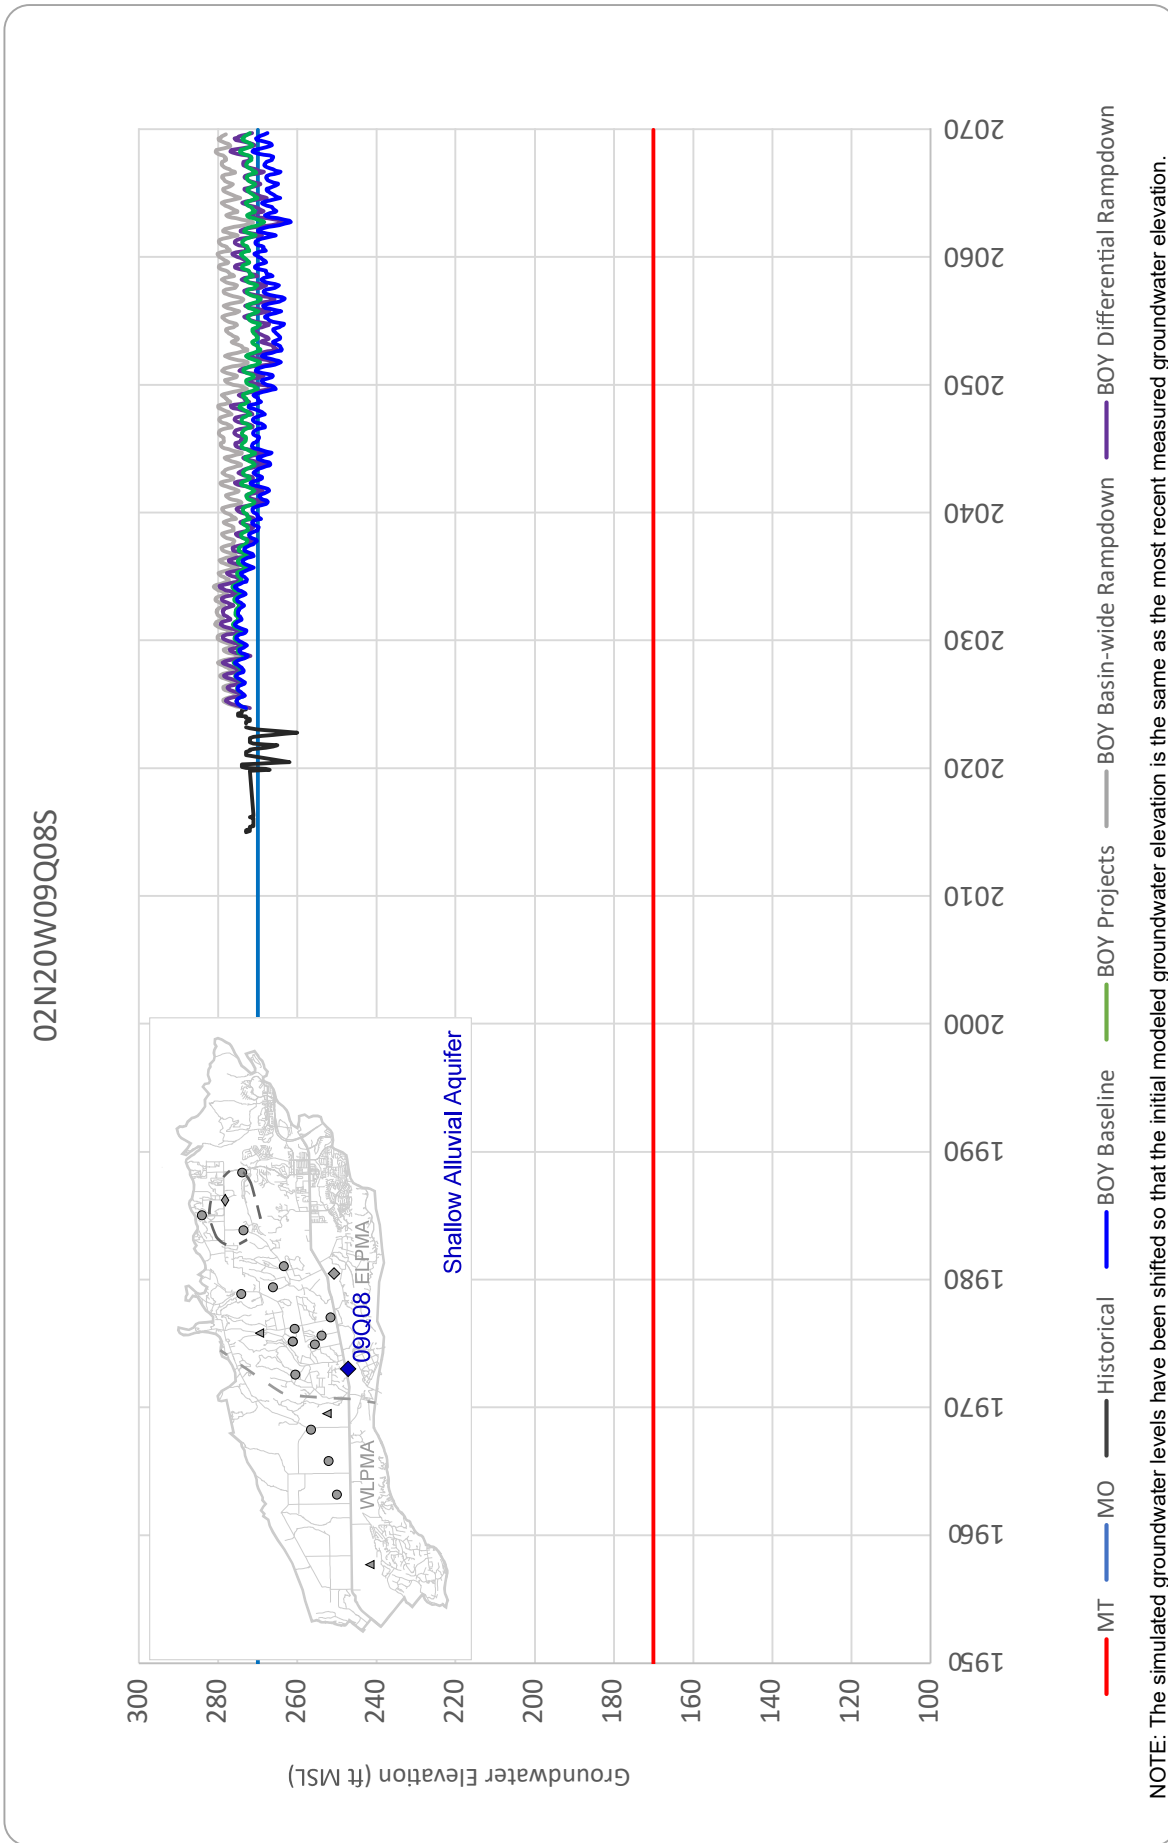 02N20W09Q08S
Groundwater Elevation (ft MSL)
300
280
260
240
220
200
180
160
140
120
100
1950
1960
1970
1980
1990
2000
2010
2020
2030
2040
2050
2060
2070
WLPMA
ELPMA
09Q08
Shallow Alluvial Aquifer
MT
MO
Historical
BOY Baseline
BOY Projects
BOY Basin-wide Rampdown
BOY Differential Rampdown
NOTE: The simulated groundwater levels have been shifted so that the initial modeled groundwater elevation is the same as the most recent measured groundwater elevation.